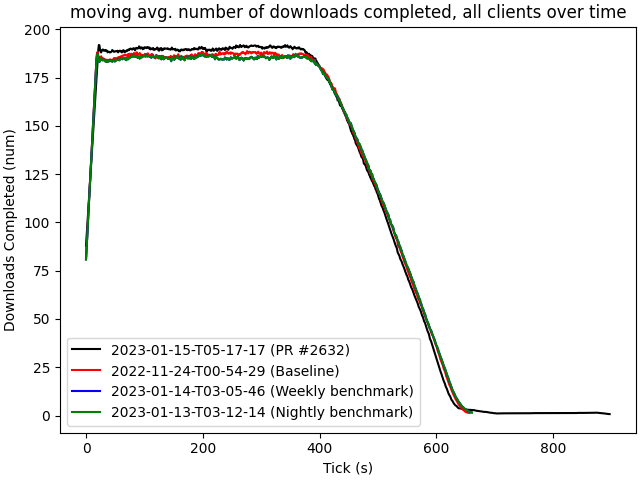 moving avg. number of downloads completed, all clients over time
Downloads Completed (num)
200
175
150
125
100
75
50
25
0
2023-01-15-T05-17-17 (PR #2632)
2022-11-24-T00-54-29 (Baseline)
2023-01-14-T03-05-46 (Weekly benchmark)
2023-01-13-T03-12-14 (Nightly benchmark)
0 200 400 600 800
Tick (s)